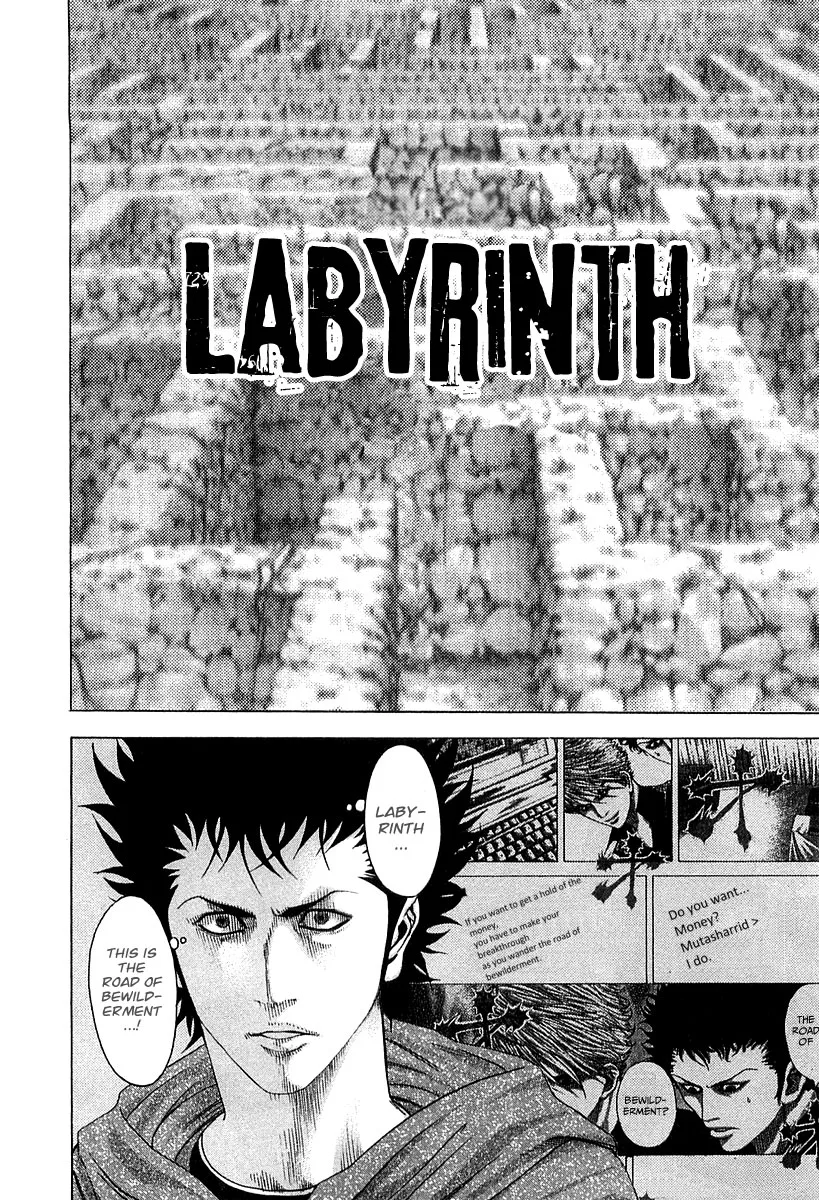 LABYRINTH
LABY-
RINTH
...
THIS IS
THE
ROAD OF
BEWILD-
ERMENT
...!
Do you want...
Money?
Mutasharrid >
I do.
If you want to get a hold of the
money,
you have to make your
breakthrough
as you wander the road of
bewilderment.
THE
ROAD
OF
BEWILD-
ERMENT?